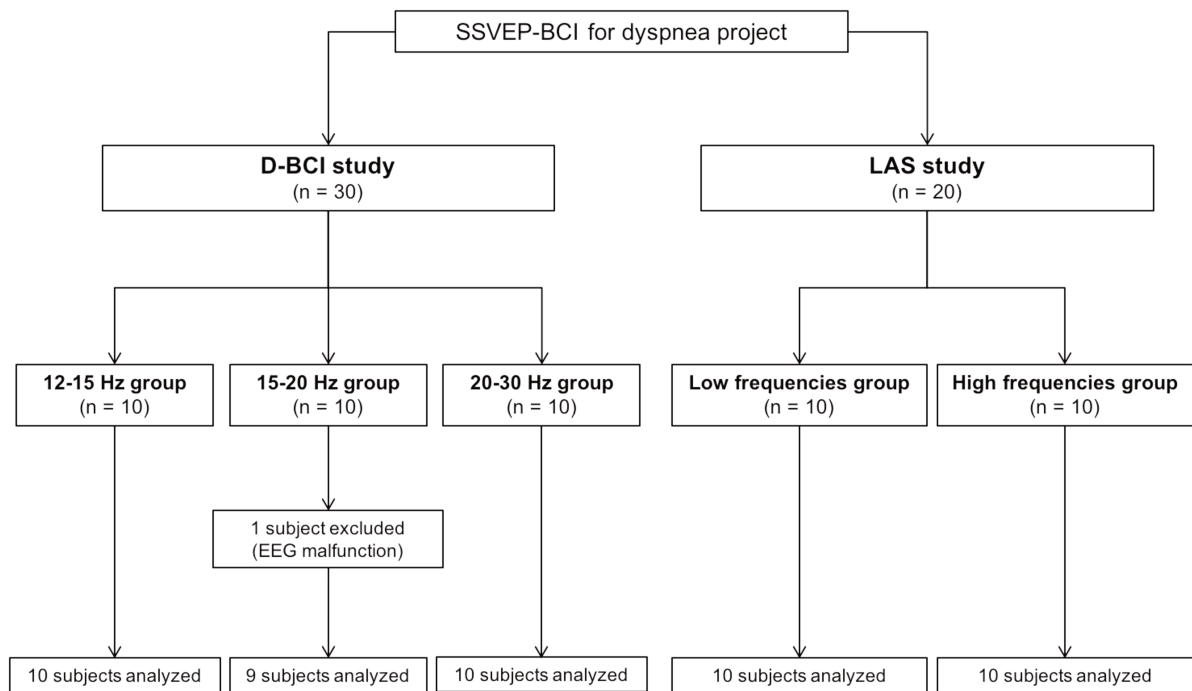 SSVEP-BCI for dyspnea project
D-BCI study
(n = 30)
LAS study
(n = 20)
12-15 Hz group
(n = 10)
15-20 Hz group
(n = 10)
20-30 Hz group
(n = 10)
Low frequencies group
(n = 10)
High frequencies group
(n = 10)
1 subject excluded
(EEG malfunction)
10 subjects analyzed
9 subjects analyzed
10 subjects analyzed
10 subjects analyzed
10 subjects analyzed